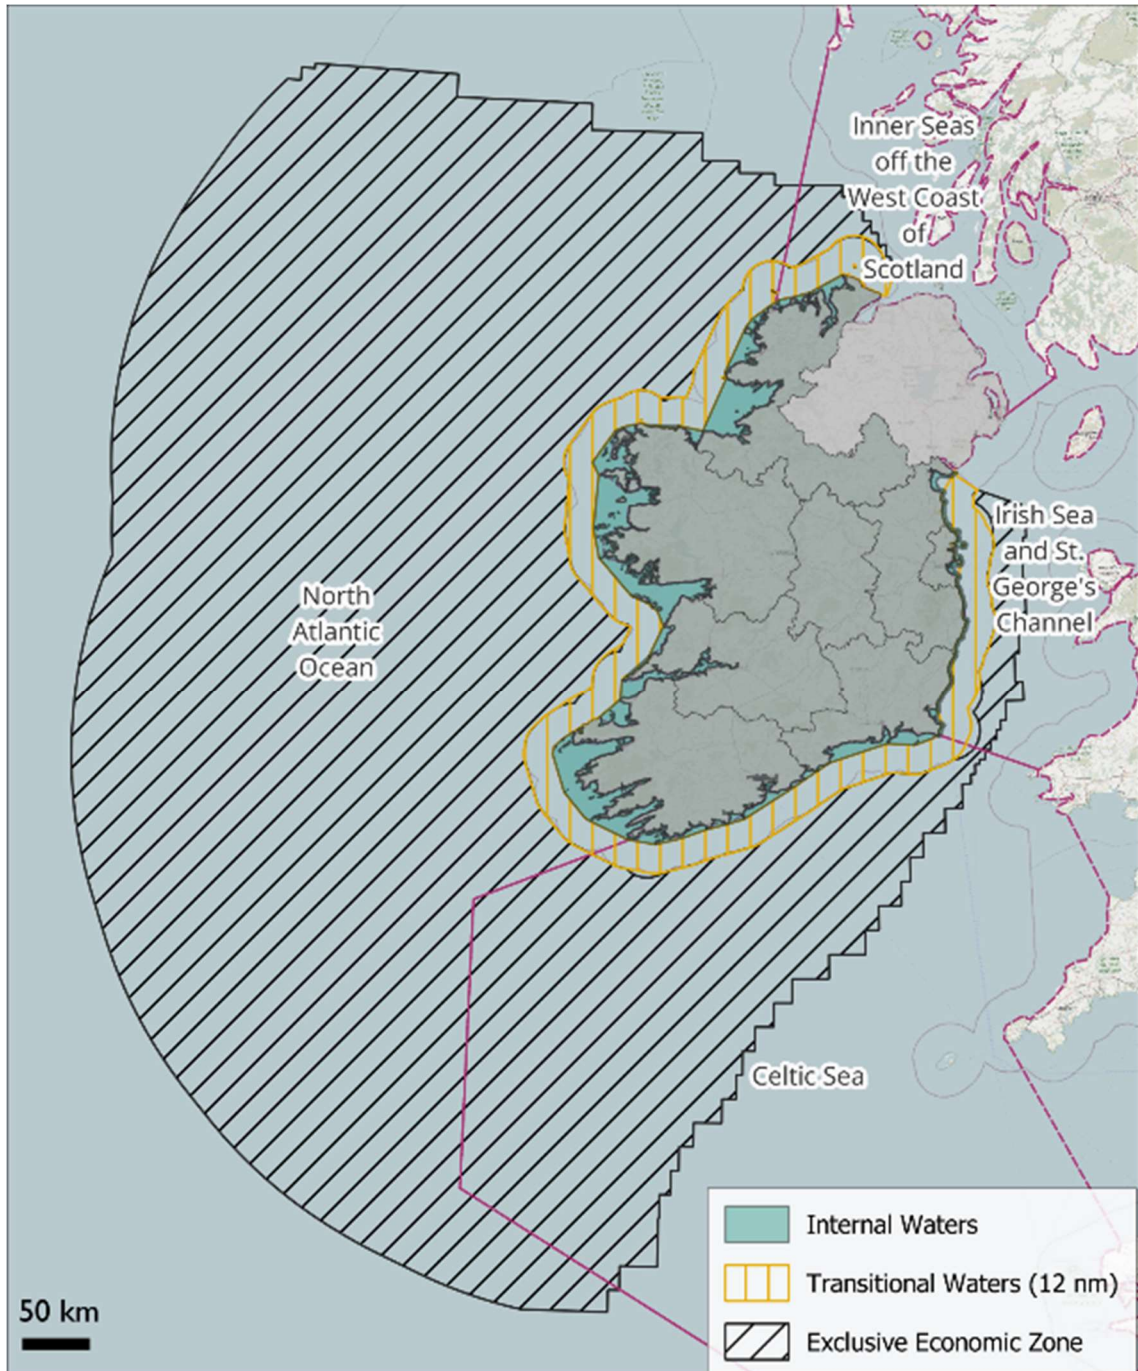 Inner Seas
off the
West Coast
of
Scotland
Irish Sea
and St.
George's
Channel
North
Atlantic
Ocean
Celtic Sea
Internal Waters
Transitional Waters (12 nm)
Exclusive Economic Zone
50 km